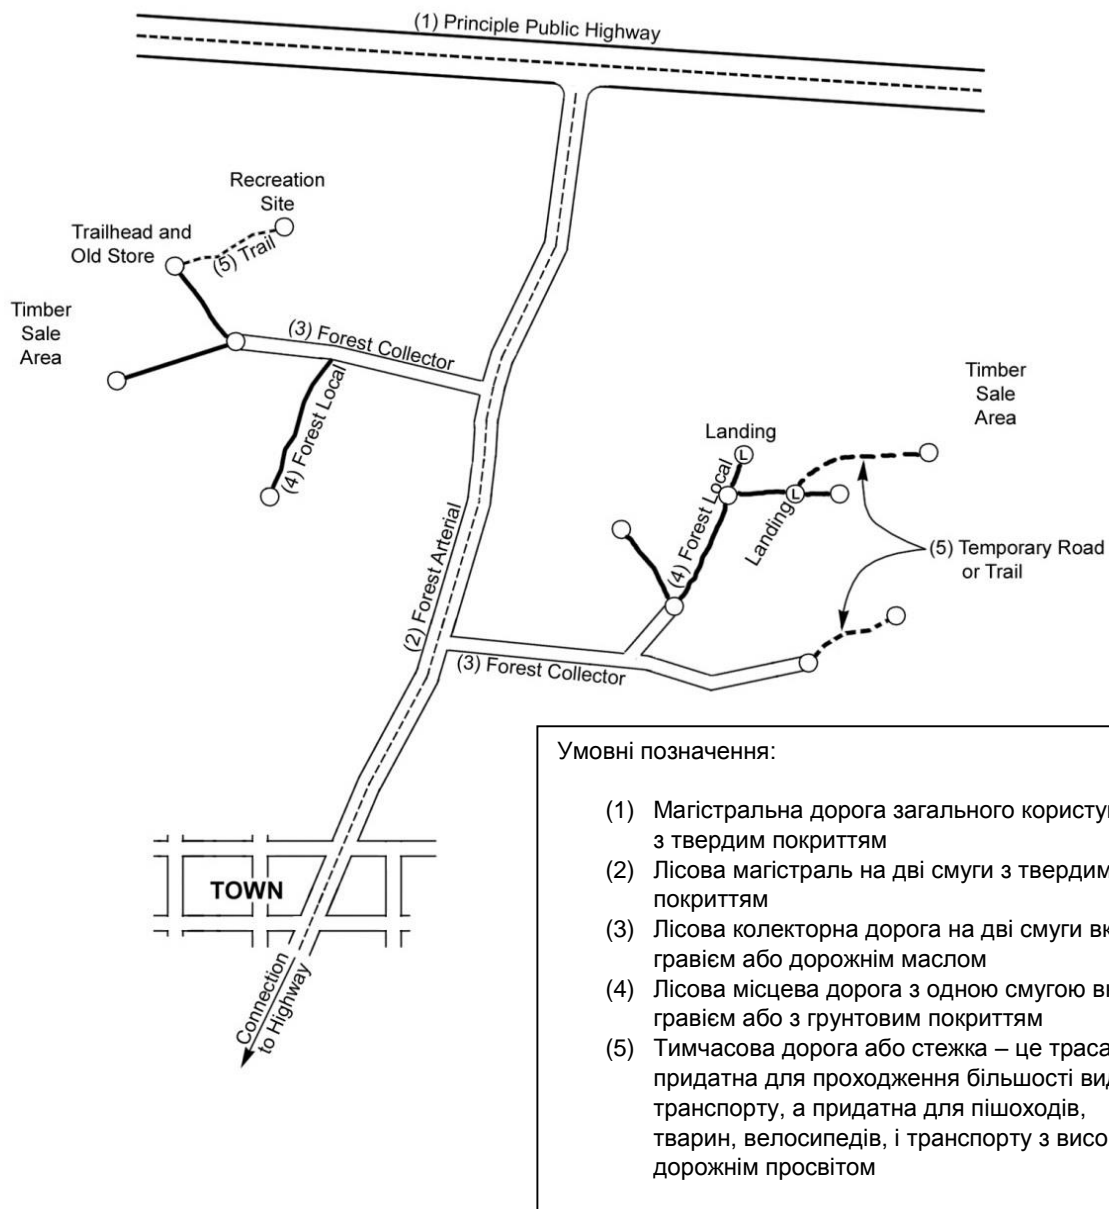 (1) Principle Public Highway
Recreation
Site
Trailhead and
Old Store
(5) Trail
Timber
Sale
Area
(3) Forest Collector
(4) Forest Local
Timber
Sale
Area
Landing
(4) Forest Local
Landing
(5) Temporary Road
or Trail
(2) Forest Arterial
(3) Forest Collector
TOWN
Connection
to Highway
Умовні позначення:
(1) Магістральна дорога загального
з твердим покриттям
(2) Лісова магістраль на дві смуги з твердим
покриттям
(3) Лісова колекторна дорога на дві смуги
гравієм або дорожнім маслом
(4) Лісова місцева дорога з одною смугою
гравієм або з грунтовим покриттям
(5) Тимчасова дорога або стежка – це траса
придатна для проходження більшості
транспорту, а придатна для пішоходів,
тварин, велосипедів, і транспорту з
дорожнім просвітом
L
L